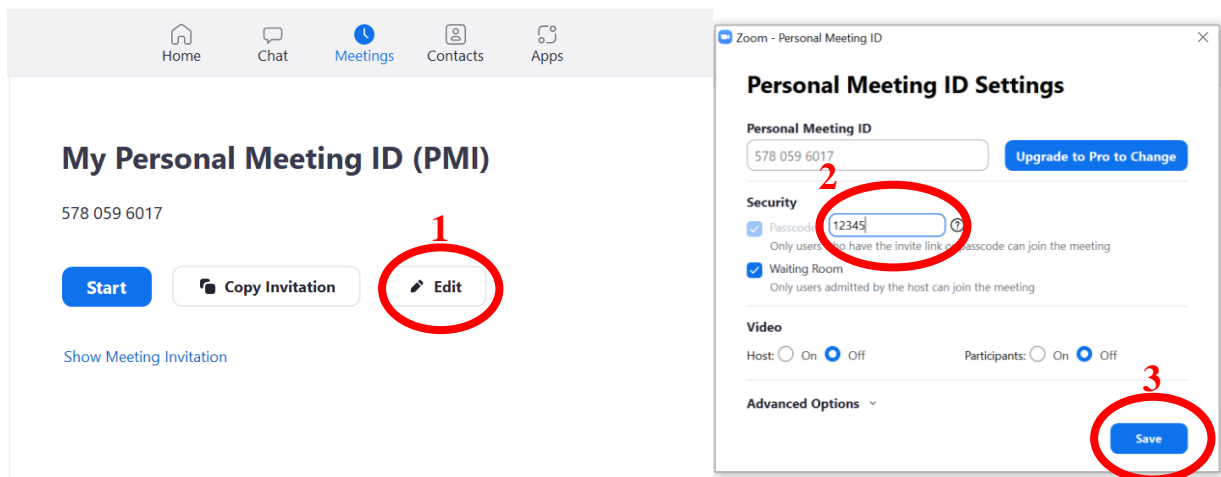 Home Chat Meetings Contacts Apps
My Personal Meeting ID (PMI)
578 059 6017
1
Start Copy Invitation Edit
Show Meeting Invitation
Zoom - Personal Meeting ID
Personal Meeting ID Settings
Personal Meeting ID
578 059 6017 Upgrade to Pro to Change
2
Security
Passcode 12345
Only users who have the invite link or passcode can join the meeting
Waiting Room
Only users admitted by the host can join the meeting
Video
Host: On Off Participants: On Off
3
Advanced Options
Save